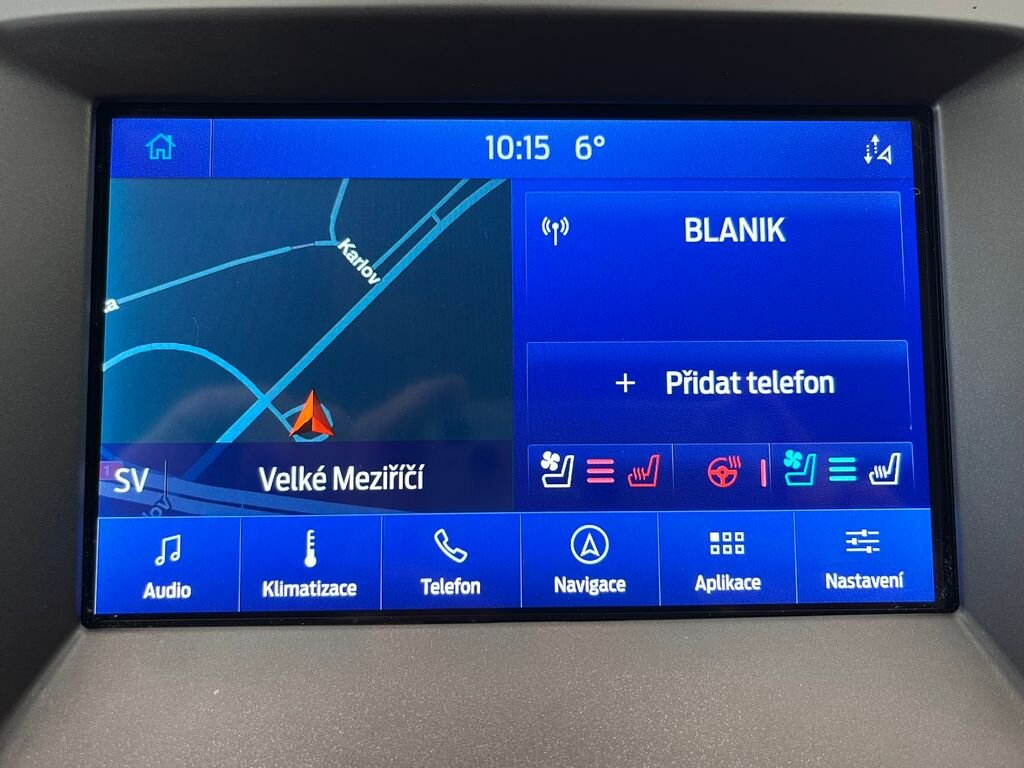 10:15 6°
Karlov
BLANIK
+ Přidat telefon
SV Velké Meziříčí
Audio Klimatizace Telefon Navigace Aplikace Nastavení